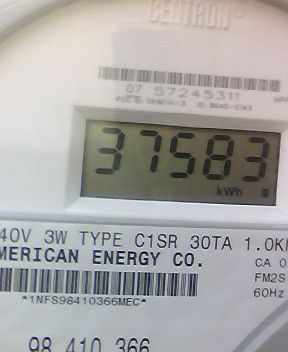 CENTRON®
07 57245311
37583
kWh
40V 3W TYPE C1SR 30TA 1.0K
MERICAN ENERGY CO.
CA 0
FM2S
60Hz
*1NFS98410366MEC*
98 410 366